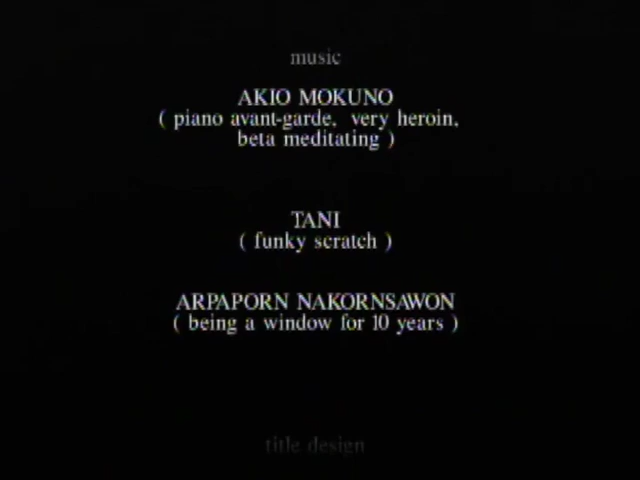 music
AKIO MOKUNO
( piano avant-garde, very heroin,
beta meditating )
TANI
( funky scratch )
ARPAPORN NAKORNSAWON
( being a window for 10 years )
title design